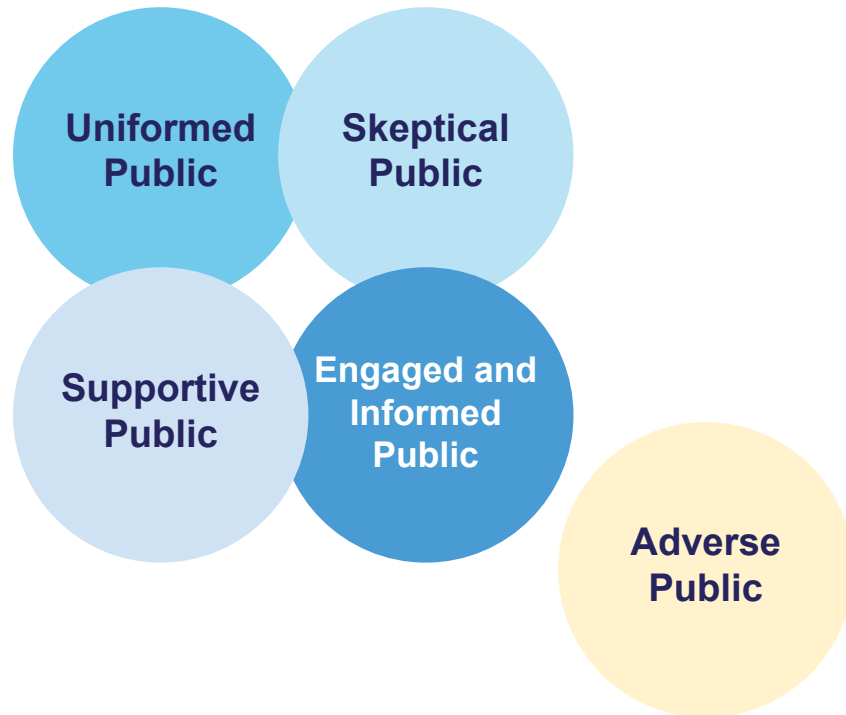 Uniformed
Public
Skeptical
Public
Supportive
Public
Engaged and
Informed
Public
Adverse
Public